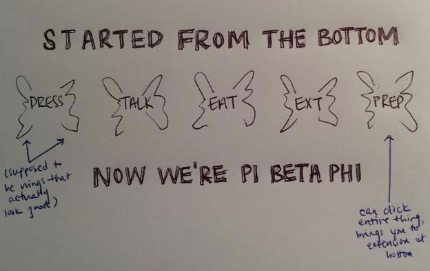 STARTED FROM THE BOTTOM
DRESS TALK EAT EXT PREP
NOW WE'RE PI BETA PHI
(supposed to
be wings that
actually
look good)
can click
entire thing,
brings you to
extension at
bottom